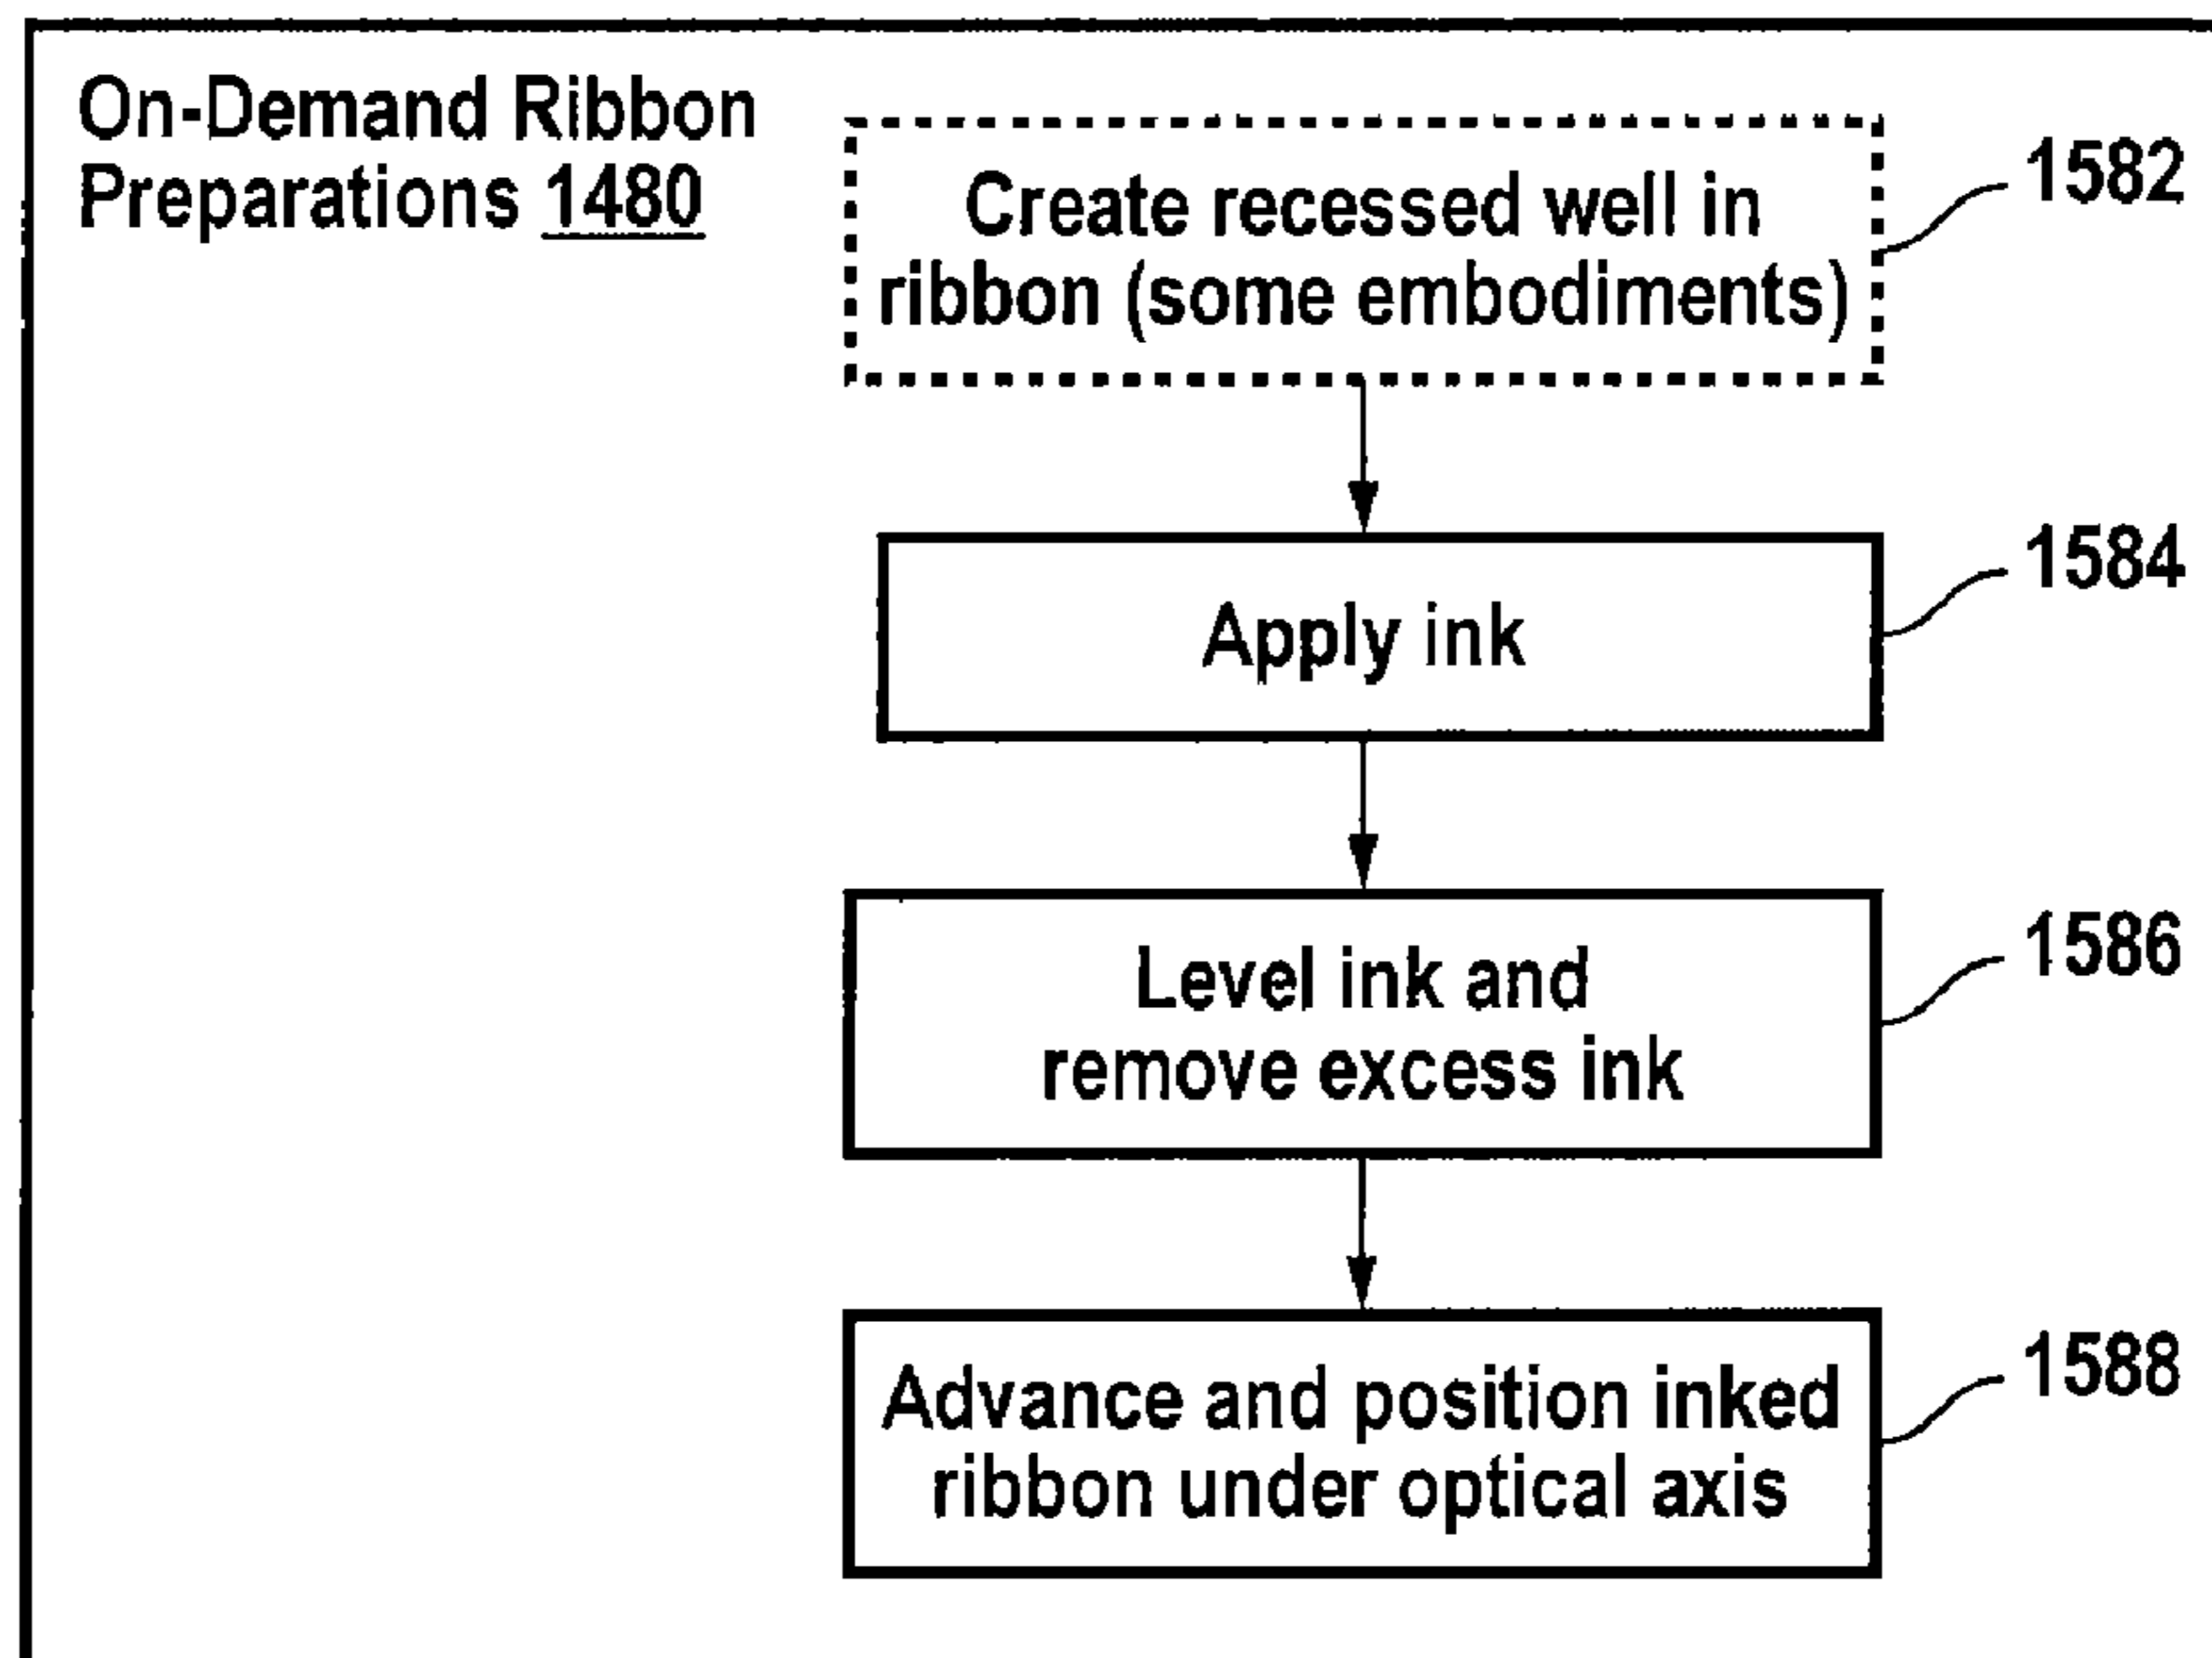 On-Demand Ribbon
Preparations 1480
Create recessed well in
ribbon (some embodiments)
1582
Apply ink
1584
Level ink and
remove excess ink
1586
Advance and position inked
ribbon under optical axis
1588